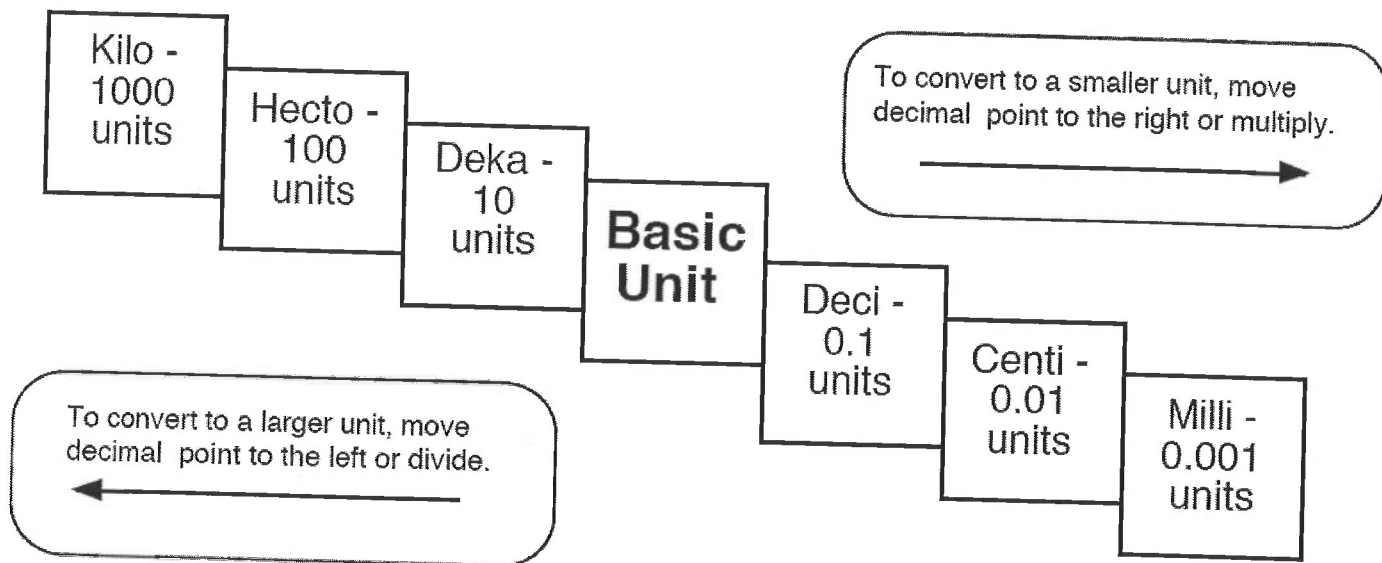 Kilo -
1000
units
Hecto -
100
units
Deka -
10
units
Basic
Unit
Deci -
0.1
units
Centi -
0.01
units
Milli -
0.001
units
To convert to a smaller unit, move
decimal point to the right or multiply.
To convert to a larger unit, move
decimal point to the left or divide.